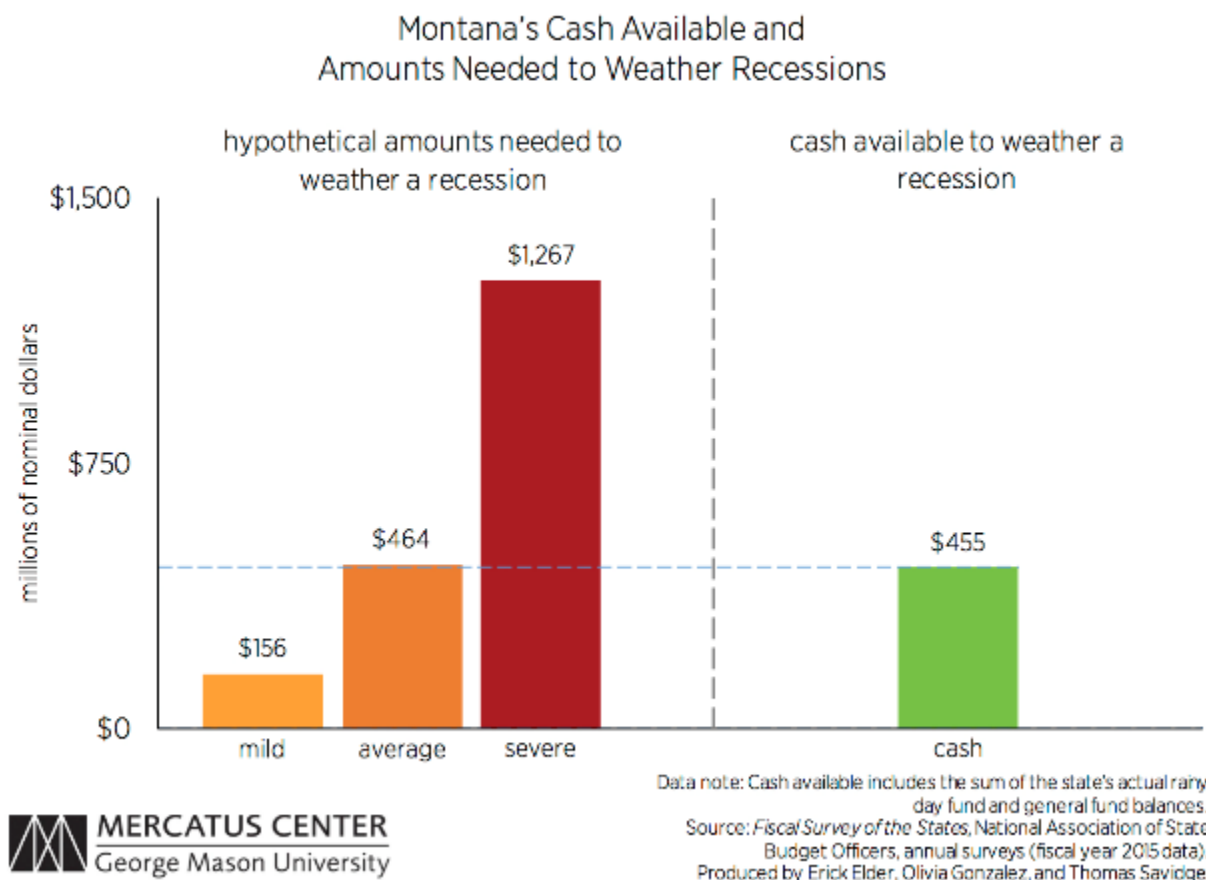 Montana's Cash Available and
Amounts Needed to Weather Recessions
hypothetical amounts needed to
weather a recession
cash available to weather a
recession
$1,500
$750
$0
millions of nominal dollars
$156
$464
$1,267
$455
mild
average
severe
cash
Data note: Cash available includes the sum of the state's actual rainy
day fund and general fund balances.
Source: Fiscal Survey of the States, National Association of State
Budget Officers, annual surveys (fiscal year 2015 data)
Produced by Erick Elder, Olivia Gonzalez, and Thomas Savidge
MERCATUS CENTER
George Mason University